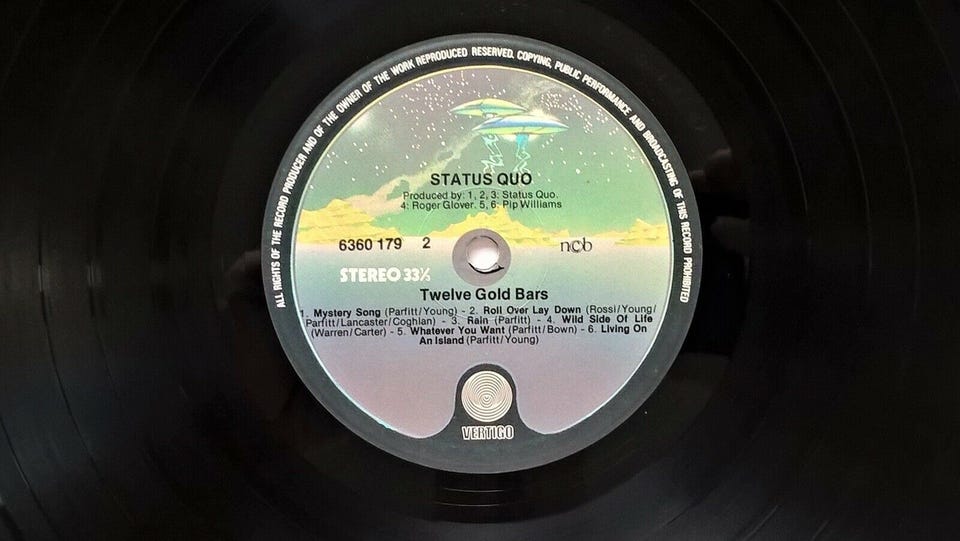 ALL RIGHTS OF THE RECORD PRODUCER AND OF THE OWNER OF THE WORK REPRODUCED RESERVED. COPYING, PUBLIC PERFORMANCE AND BROADCASTING OF THIS RECORD PROHIBITED
STATUS QUO
Produced by: 1, 2, 3: Status Quo.
4: Roger Glover. 5, 6: Pip Williams
6360 179 2 ncb
STEREO 33⅓
Twelve Gold Bars
1. Mystery Song (Parfitt/Young) - 2. Roll Over Lay Down (Rossi/Young/
Parfitt/Lancaster/Coghlan) - 3. Rain (Parfitt) - 4. Wild Side Of Life
(Warren/Carter) - 5. Whatever You Want (Parfitt/Bown) - 6. Living On
An Island (Parfitt/Young)
VERTIGO